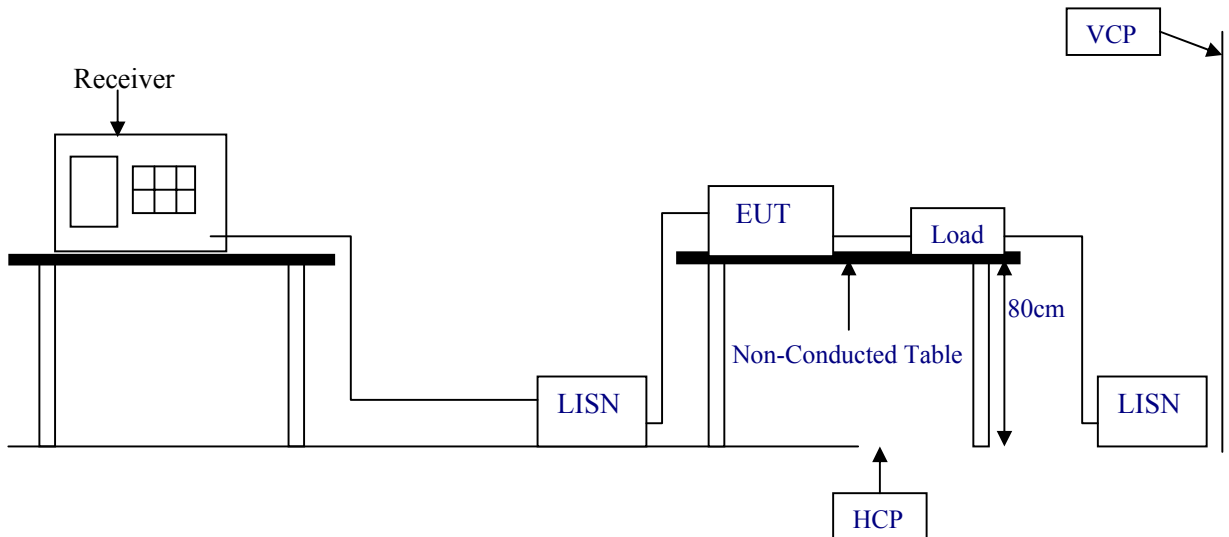 VCP
Receiver
EUT
Load
80cm
Non-Conducted Table
LISN
LISN
HCP